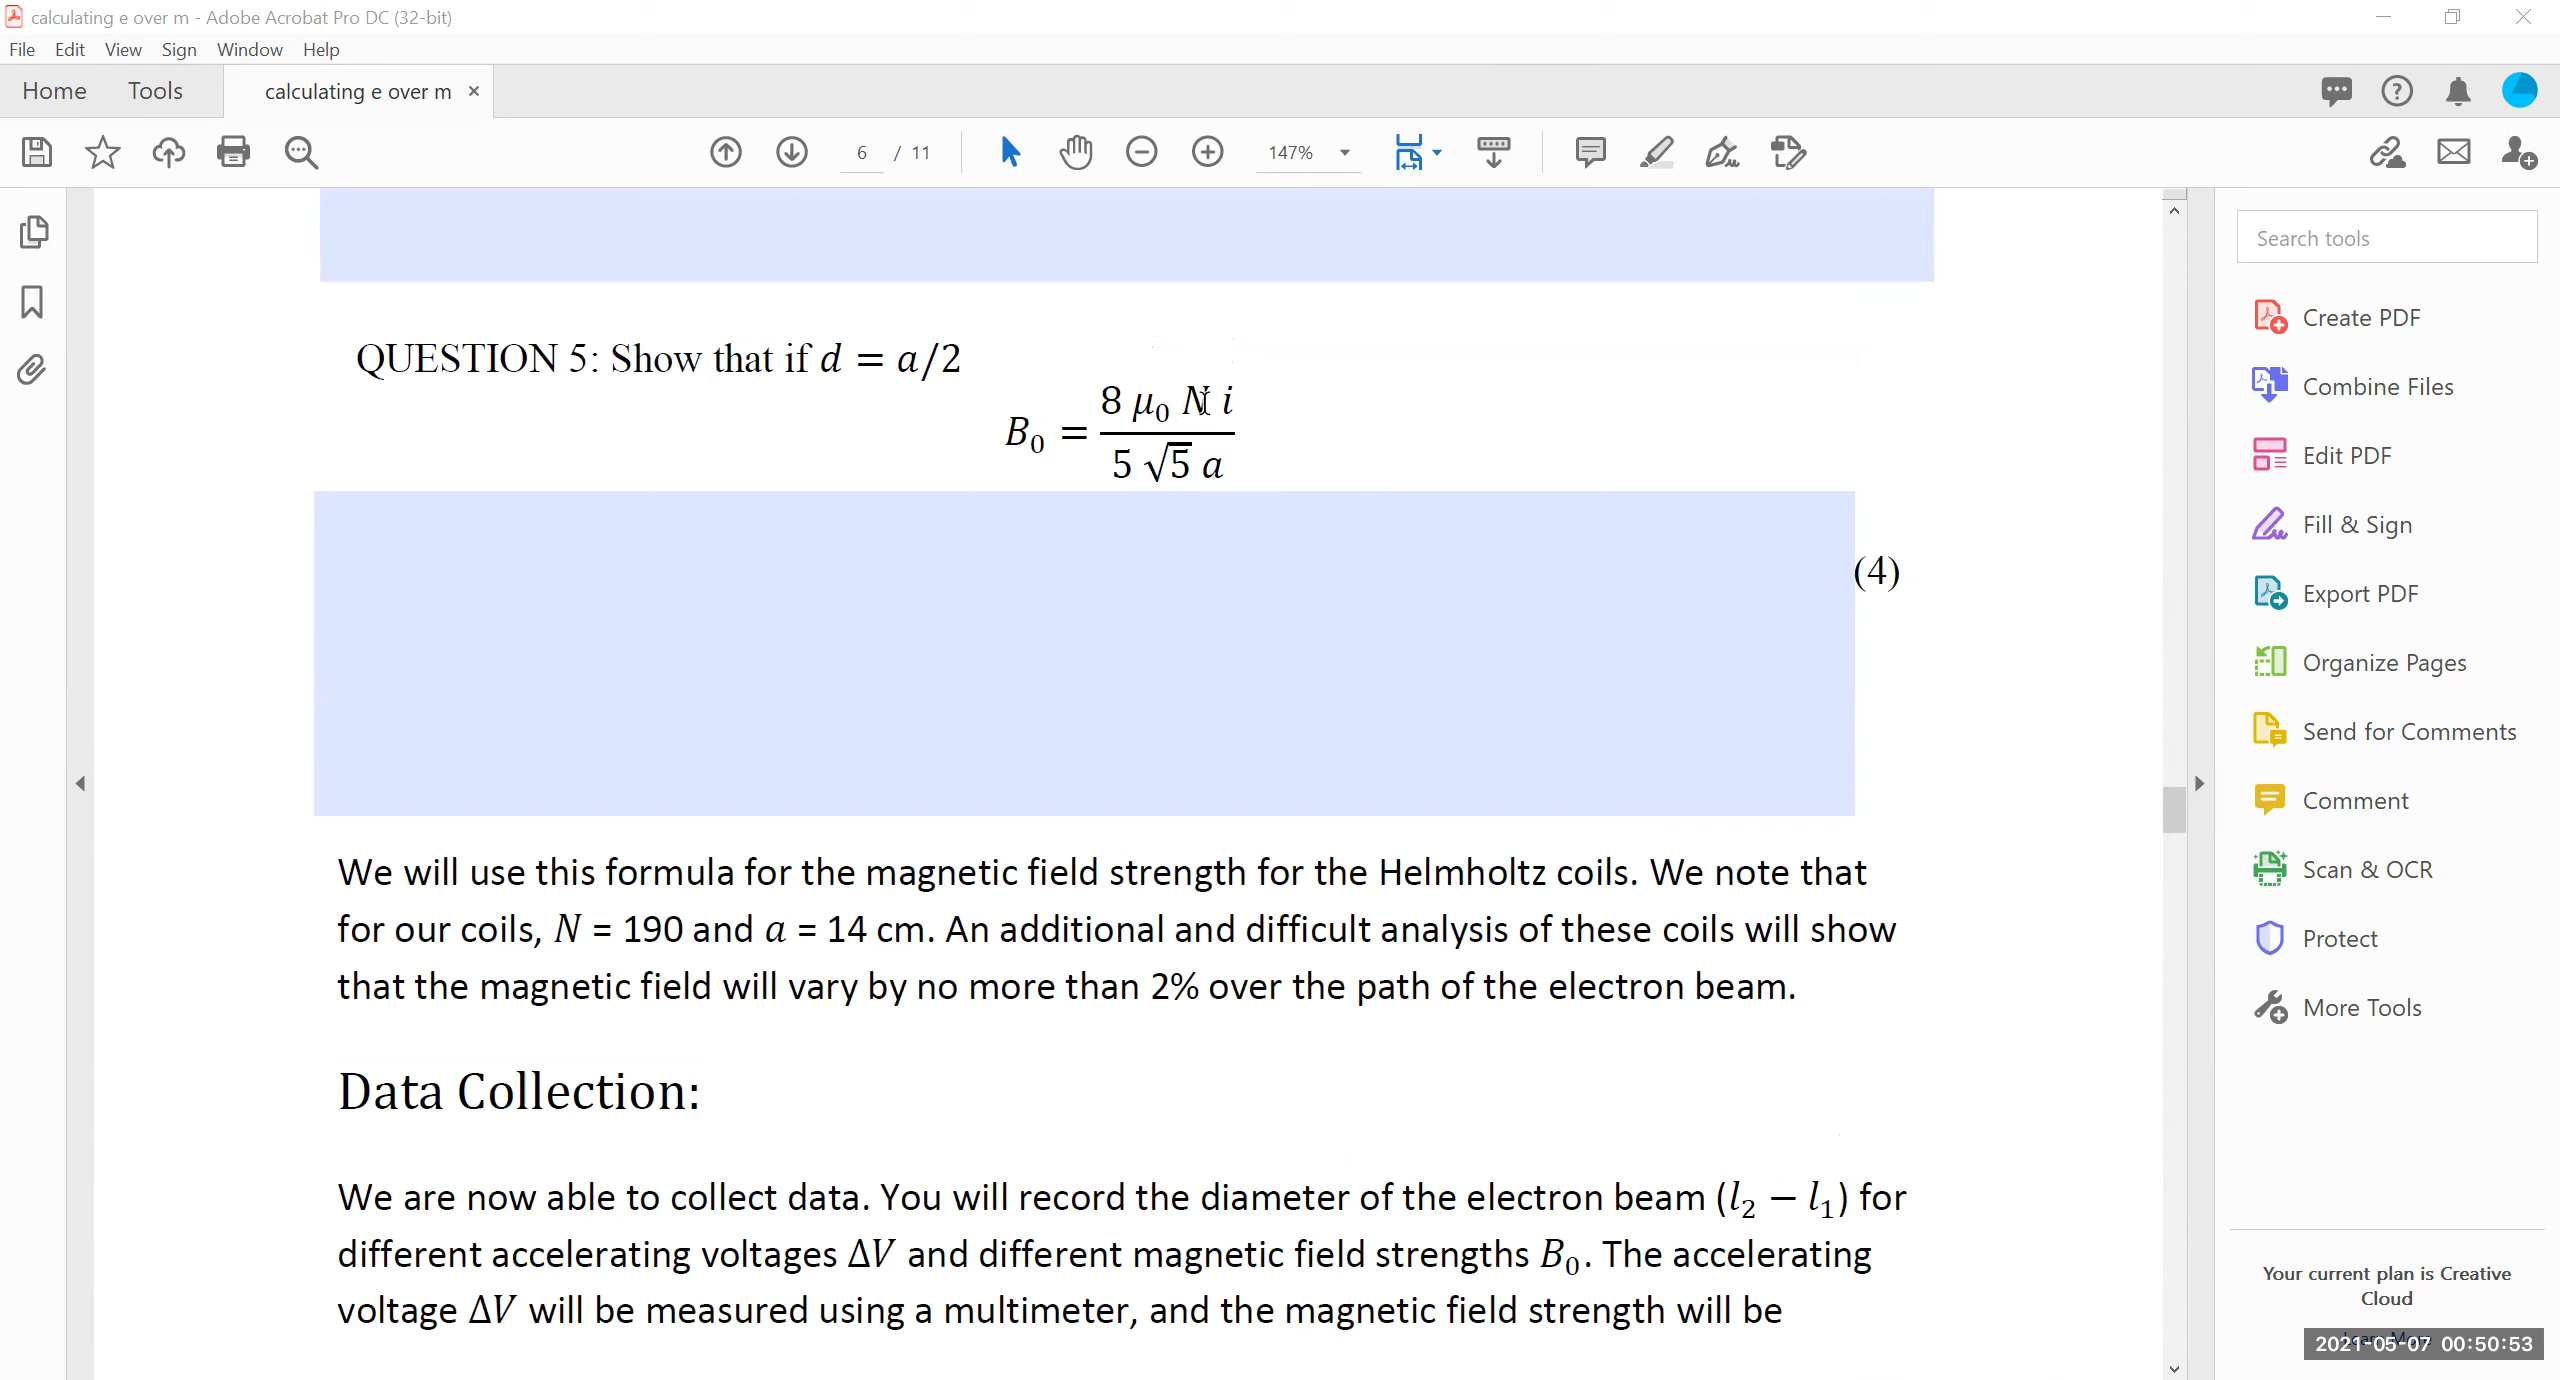 calculating e over m - Adobe Acrobat Pro DC (32-bit)
File Edit View Sign Window Help
Home Tools calculating e over m ×
6 / 11 147%
Search tools
Create PDF
Combine Files
Edit PDF
Fill & Sign
Export PDF
Organize Pages
Send for Comments
Comment
Scan & OCR
Protect
More Tools
Your current plan is Creative
Cloud
2021-05-07 00:50:53
QUESTION 5: Show that if d = a/2
B₀ = 8 μ₀ N i / 5 √5 a
(4)
We will use this formula for the magnetic field strength for the Helmholtz coils. We note that
for our coils, N = 190 and a = 14 cm. An additional and difficult analysis of these coils will show
that the magnetic field will vary by no more than 2% over the path of the electron beam.
Data Collection:
We are now able to collect data. You will record the diameter of the electron beam (l₂ − l₁) for
different accelerating voltages ΔV and different magnetic field strengths B₀. The accelerating
voltage ΔV will be measured using a multimeter, and the magnetic field strength will be